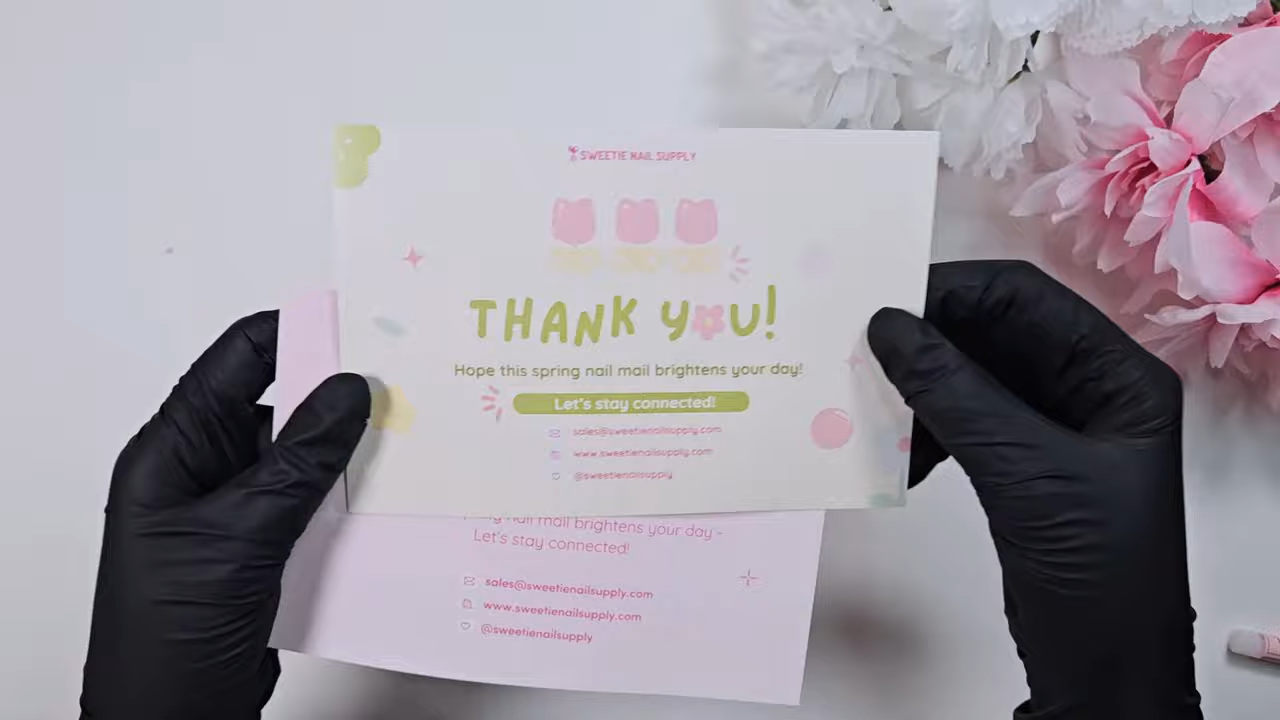 SWEETIE NAIL SUPPLY
THANK YOU!
Hope this spring nail mail brightens your day!
Let's stay connected!
sales@sweetienailsupply.com
www.sweetienailsupply.com
@sweetienailsupply
nail mail brightens your day -
Let's stay connected!
sales@sweetienailsupply.com
www.sweetienailsupply.com
@sweetienailsupply